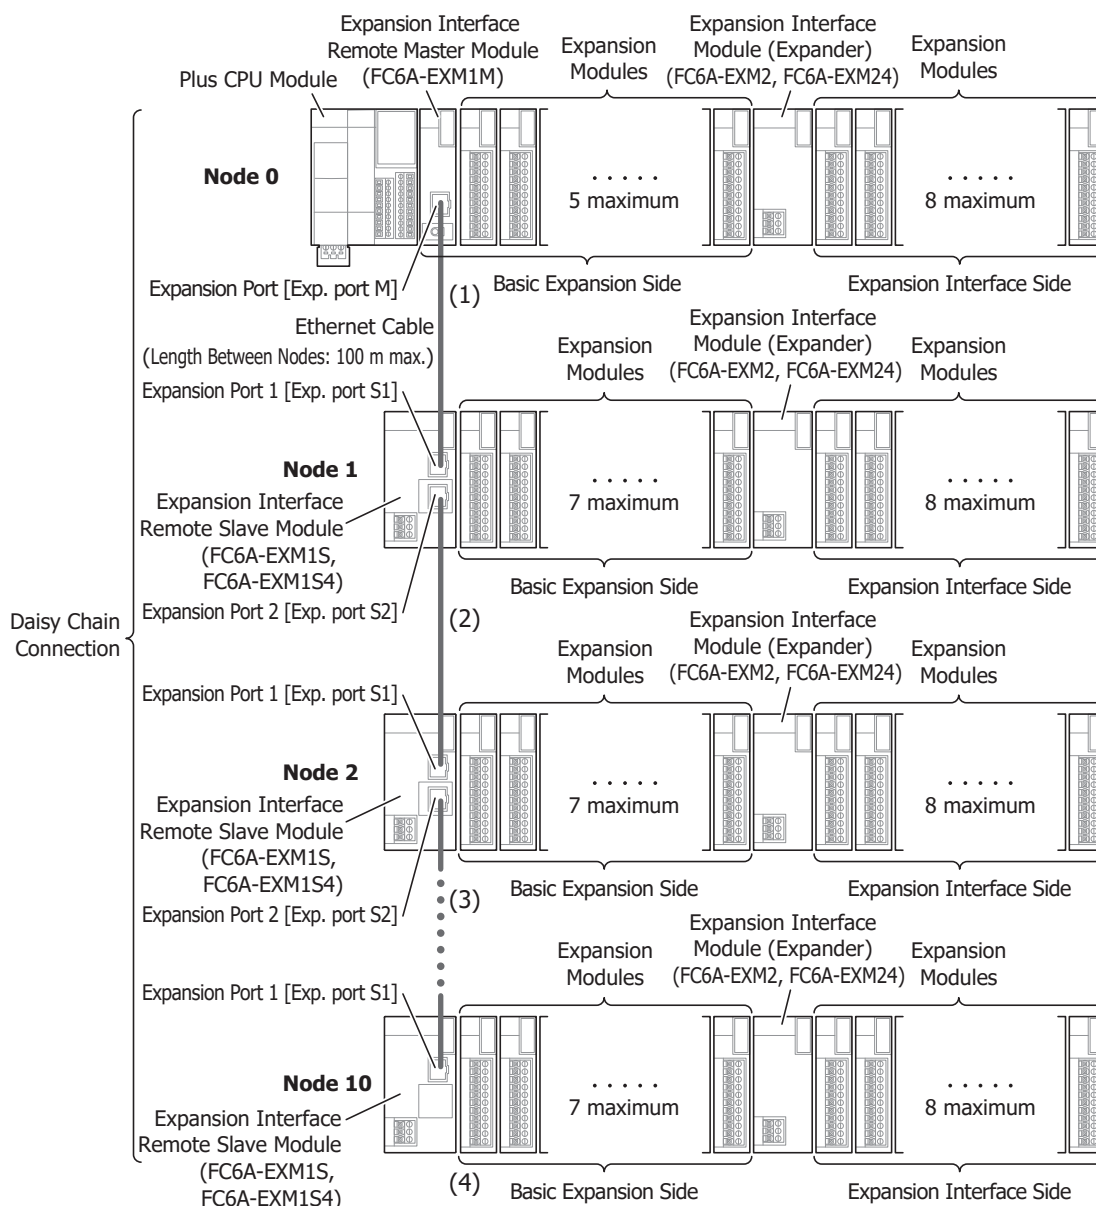 Expansion Interface
Remote Master Module
(FC6A-EXM1M)
Plus CPU Module
Expansion
Modules
Expansion Interface
Module (Expander)
(FC6A-EXM2, FC6A-EXM24)
Expansion
Modules
Node 0
5 maximum
8 maximum
Expansion Port [Exp. port M]
(1)
Basic Expansion Side
Expansion Interface Side
Ethernet Cable
(Length Between Nodes: 100 m max.)
Expansion Port 1 [Exp. port S1]
Expansion
Modules
Expansion Interface
Module (Expander)
(FC6A-EXM2, FC6A-EXM24)
Expansion
Modules
Node 1
Expansion Interface
Remote Slave Module
(FC6A-EXM1S,
FC6A-EXM1S4)
7 maximum
8 maximum
Expansion Port 2 [Exp. port S2]
(2)
Basic Expansion Side
Expansion Interface Side
Daisy Chain
Connection
Expansion Port 1 [Exp. port S1]
Expansion
Modules
Expansion Interface
Module (Expander)
(FC6A-EXM2, FC6A-EXM24)
Expansion
Modules
Node 2
Expansion Interface
Remote Slave Module
(FC6A-EXM1S,
FC6A-EXM1S4)
7 maximum
8 maximum
Expansion Port 2 [Exp. port S2]
(3)
Basic Expansion Side
Expansion Interface Side
Expansion Port 1 [Exp. port S1]
Expansion
Modules
Expansion Interface
Module (Expander)
(FC6A-EXM2, FC6A-EXM24)
Expansion
Modules
Node 10
Expansion Interface
Remote Slave Module
(FC6A-EXM1S,
FC6A-EXM1S4)
7 maximum
8 maximum
(4)
Basic Expansion Side
Expansion Interface Side